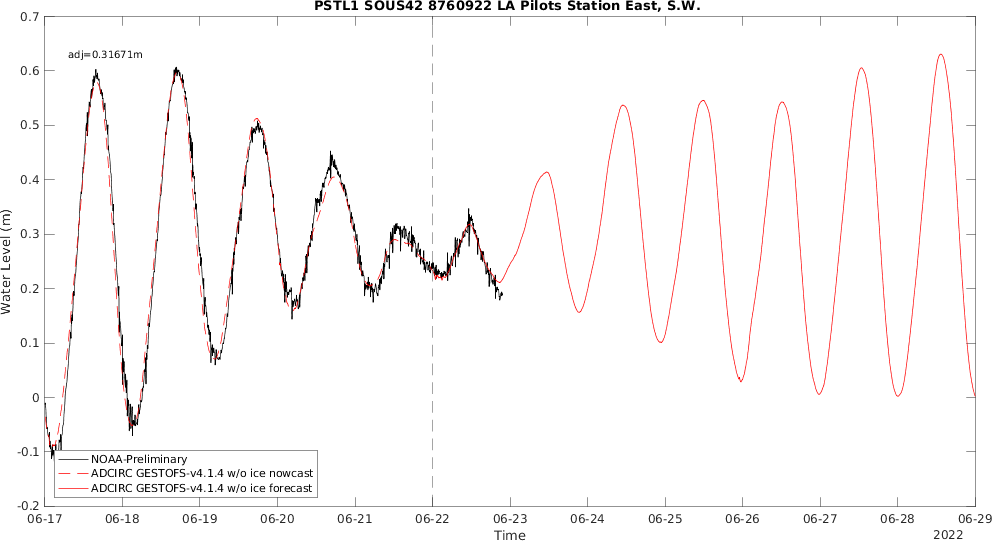 PSTL1 SOUS42 8760922 LA Pilots Station East, S.W.
adj=0.31671m
0.7
0.6
0.5
0.4
0.3
0.2
0.1
0
-0.1
-0.2
Water Level (m)
NOAA-Preliminary
ADCIRC GESTOFS-v4.1.4 w/o ice nowcast
ADCIRC GESTOFS-v4.1.4 w/o ice forecast
06-17 06-18 06-19 06-20 06-21 06-22 06-23 06-24 06-25 06-26 06-27 06-28 06-29
Time
2022